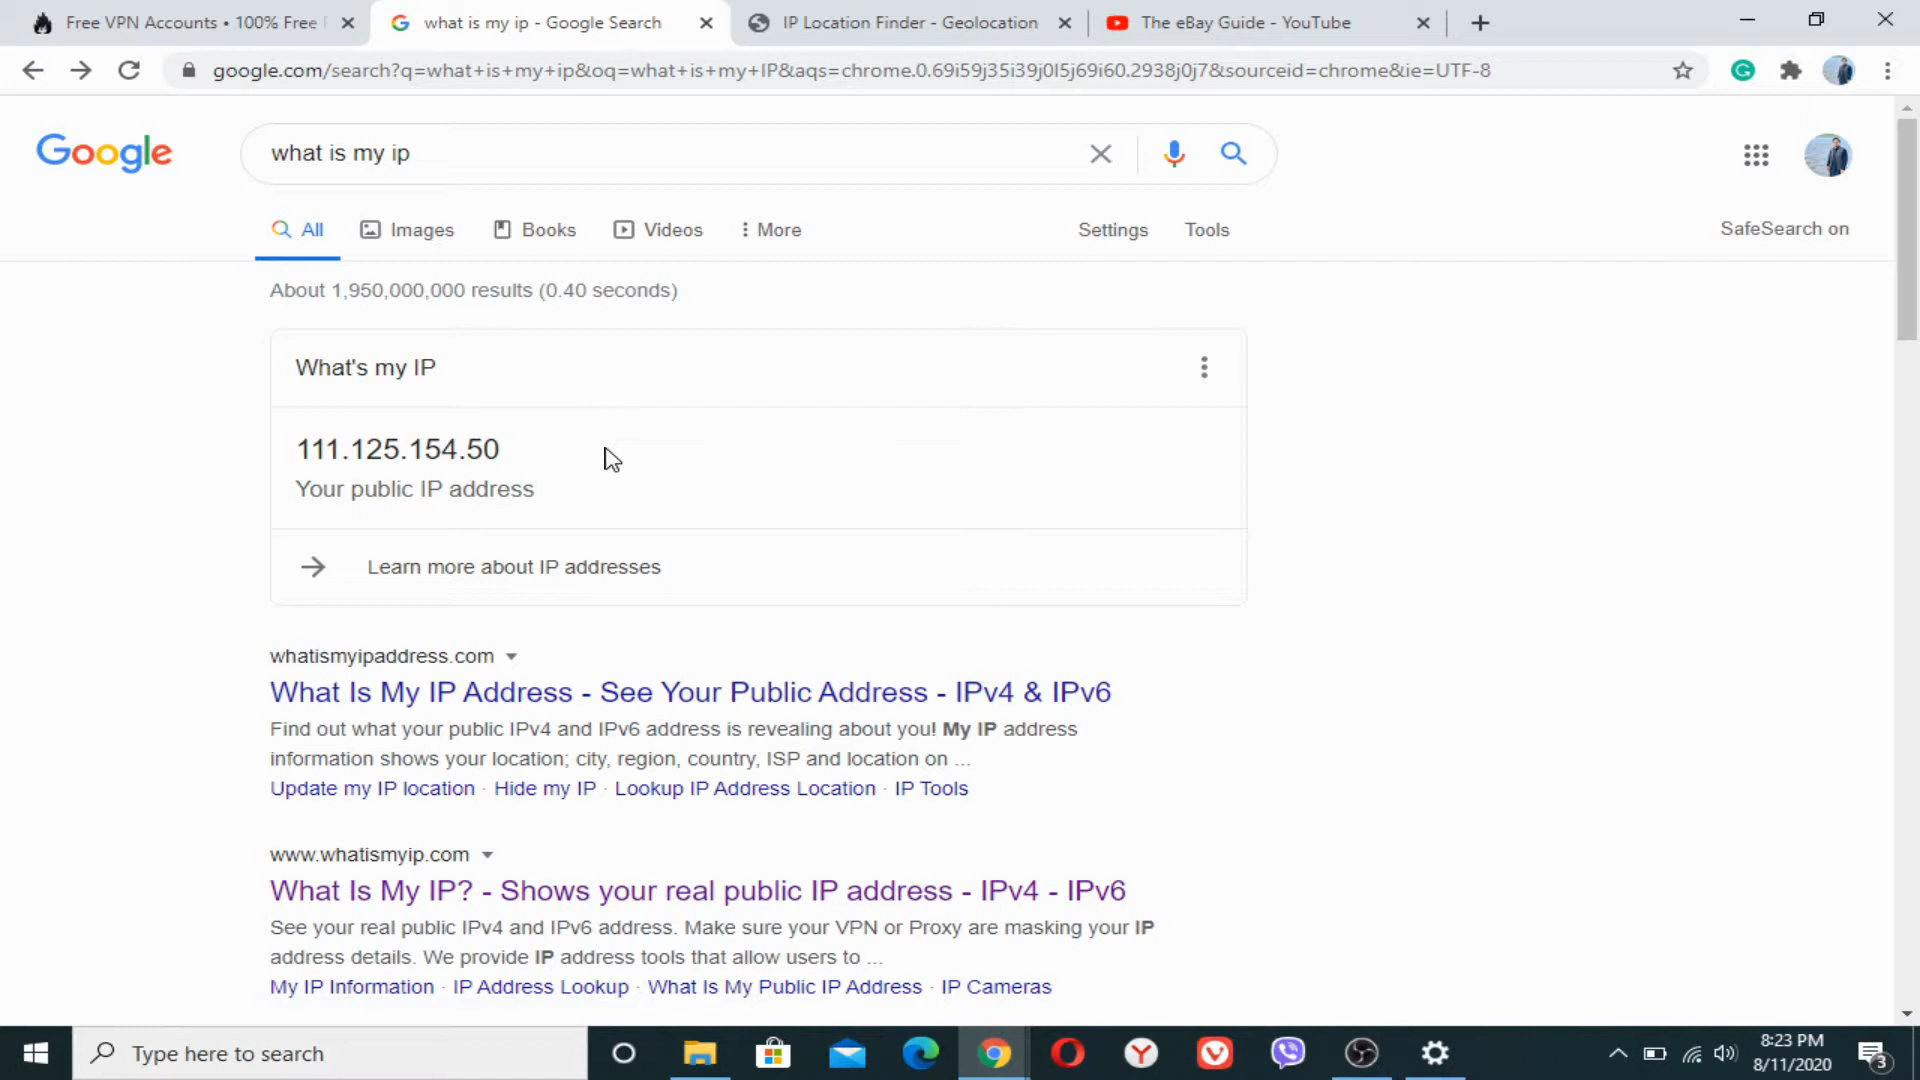 Free VPN Accounts • 100% Free
what is my ip - Google Search
IP Location Finder - Geolocation
The eBay Guide - YouTube
google.com/search?q=what+is+my+ip&oq=what+is+my+IP&aqs=chrome.0.69i59j35i39j0l5j69i60.2938j0j7&sourceid=chrome&ie=UTF-8
Google
what is my ip
All
Images
Books
Videos
More
Settings
Tools
SafeSearch on
About 1,950,000,000 results (0.40 seconds)
What's my IP
111.125.154.50
Your public IP address
Learn more about IP addresses
whatismyipaddress.com
What Is My IP Address - See Your Public Address - IPv4 & IPv6
Find out what your public IPv4 and IPv6 address is revealing about you! My IP address
information shows your location; city, region, country, ISP and location on ...
Update my IP location · Hide my IP · Lookup IP Address Location · IP Tools
www.whatismyip.com
What Is My IP? - Shows your real public IP address - IPv4 - IPv6
See your real public IPv4 and IPv6 address. Make sure your VPN or Proxy are masking your IP
address details. We provide IP address tools that allow users to ...
My IP Information · IP Address Lookup · What Is My Public IP Address · IP Cameras
Type here to search
8:23 PM
8/11/2020
3